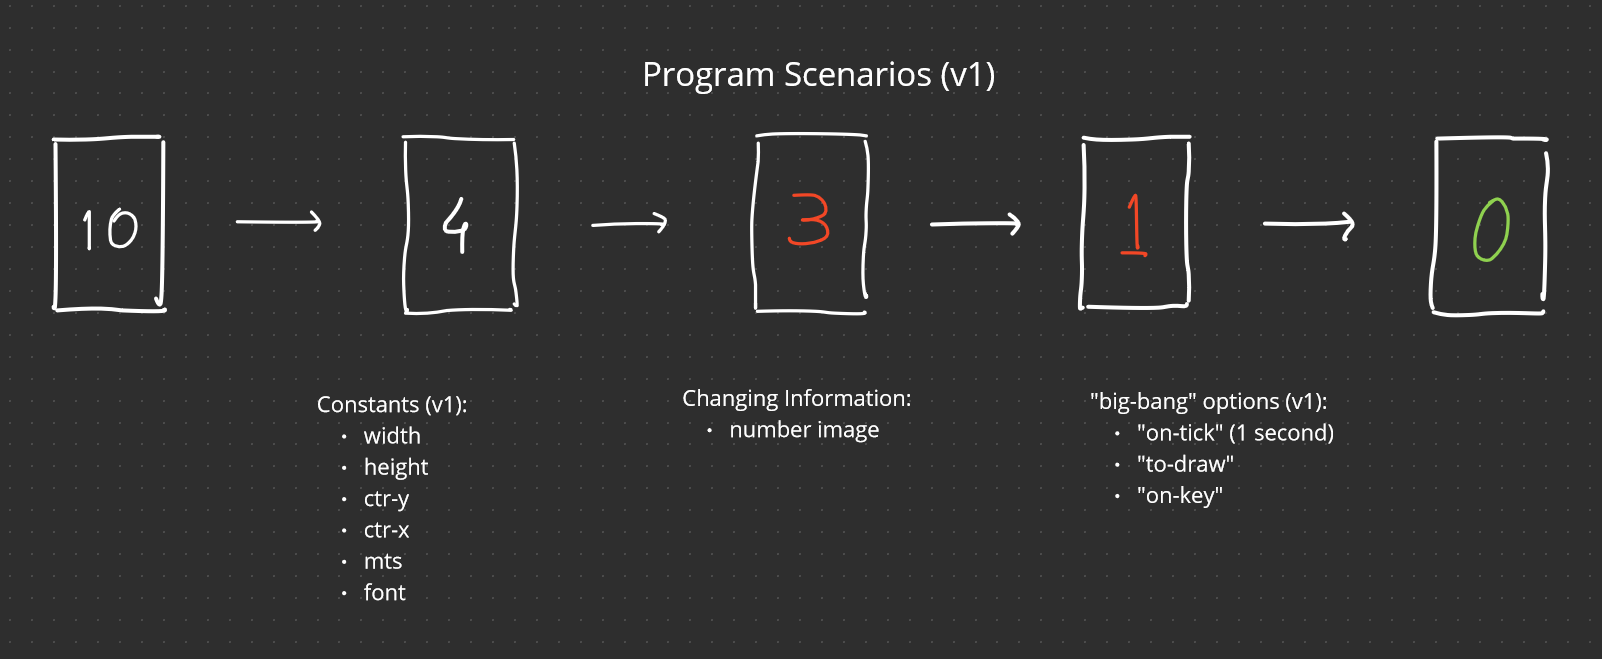 Program Scenarios (v1)
10
4
3
1
0
Constants (v1):
• width
• height
• ctr-y
• ctr-x
• mts
• font
Changing Information:
• number image
"big-bang" options (v1):
• "on-tick" (1 second)
• "to-draw"
• "on-key"